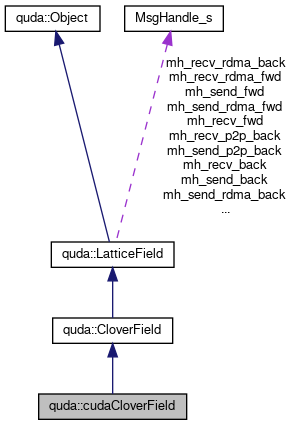 quda::Object
MsgHandle_s
mh_recv_rdma_back
mh_recv_rdma_fwd
mh_send_fwd
mh_send_rdma_fwd
mh_recv_fwd
mh_recv_p2p_back
mh_send_p2p_back
mh_recv_back
mh_send_back
mh_send_rdma_back
...
quda::LatticeField
quda::CloverField
quda::cudaCloverField